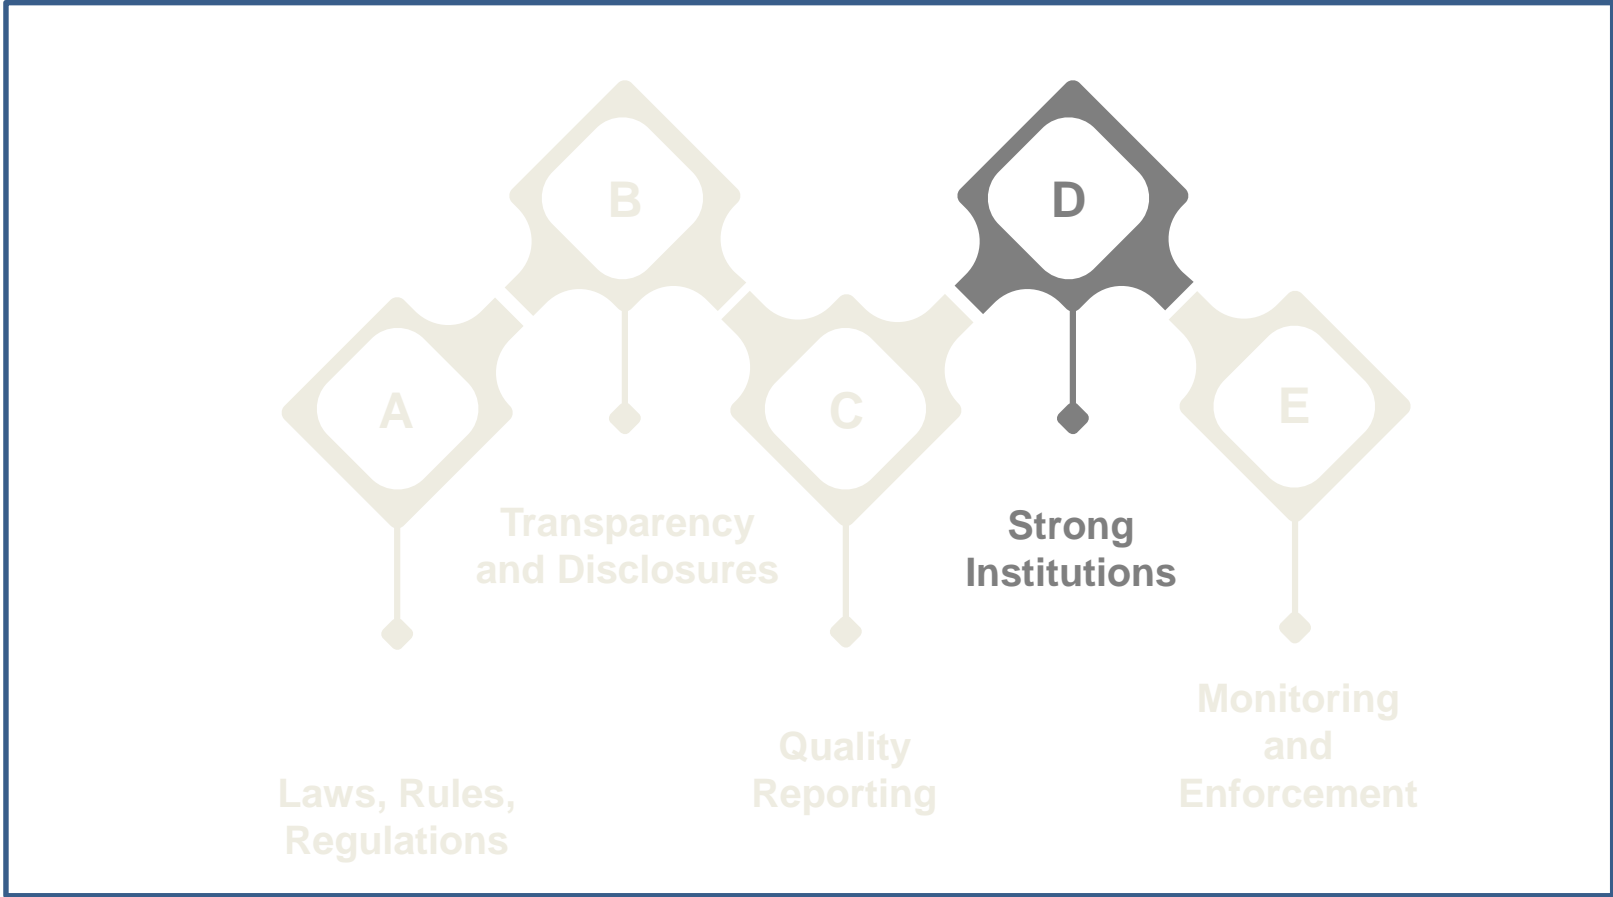 A
Laws, Rules,
Regulations
B
Transparency
and Disclosures
C
Quality
Reporting
D
Strong
Institutions
E
Monitoring
and
Enforcement